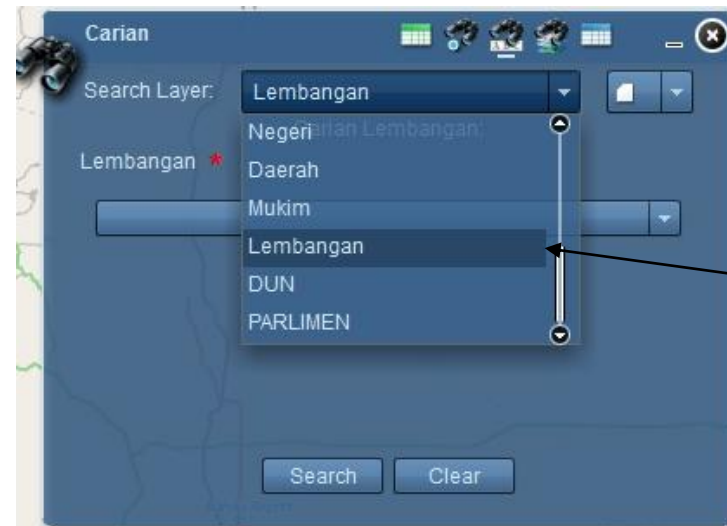 Carian
Search Layer: Lembangan
Negeri
Carian Lembangan:
Lembangan *
Daerah
Mukim
Lembangan
DUN
PARLIMEN
Search Clear